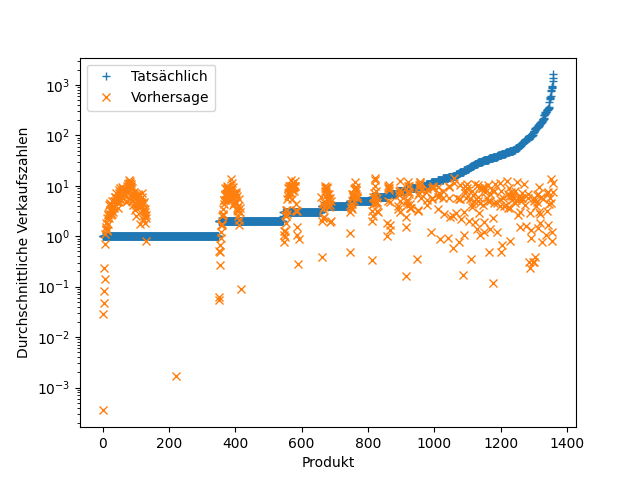 Tatsächlich
Vorhersage
10³
10²
10¹
10⁰
10⁻¹
10⁻²
10⁻³
Durchschnittliche Verkaufszahlen
0 200 400 600 800 1000 1200 1400
Produkt